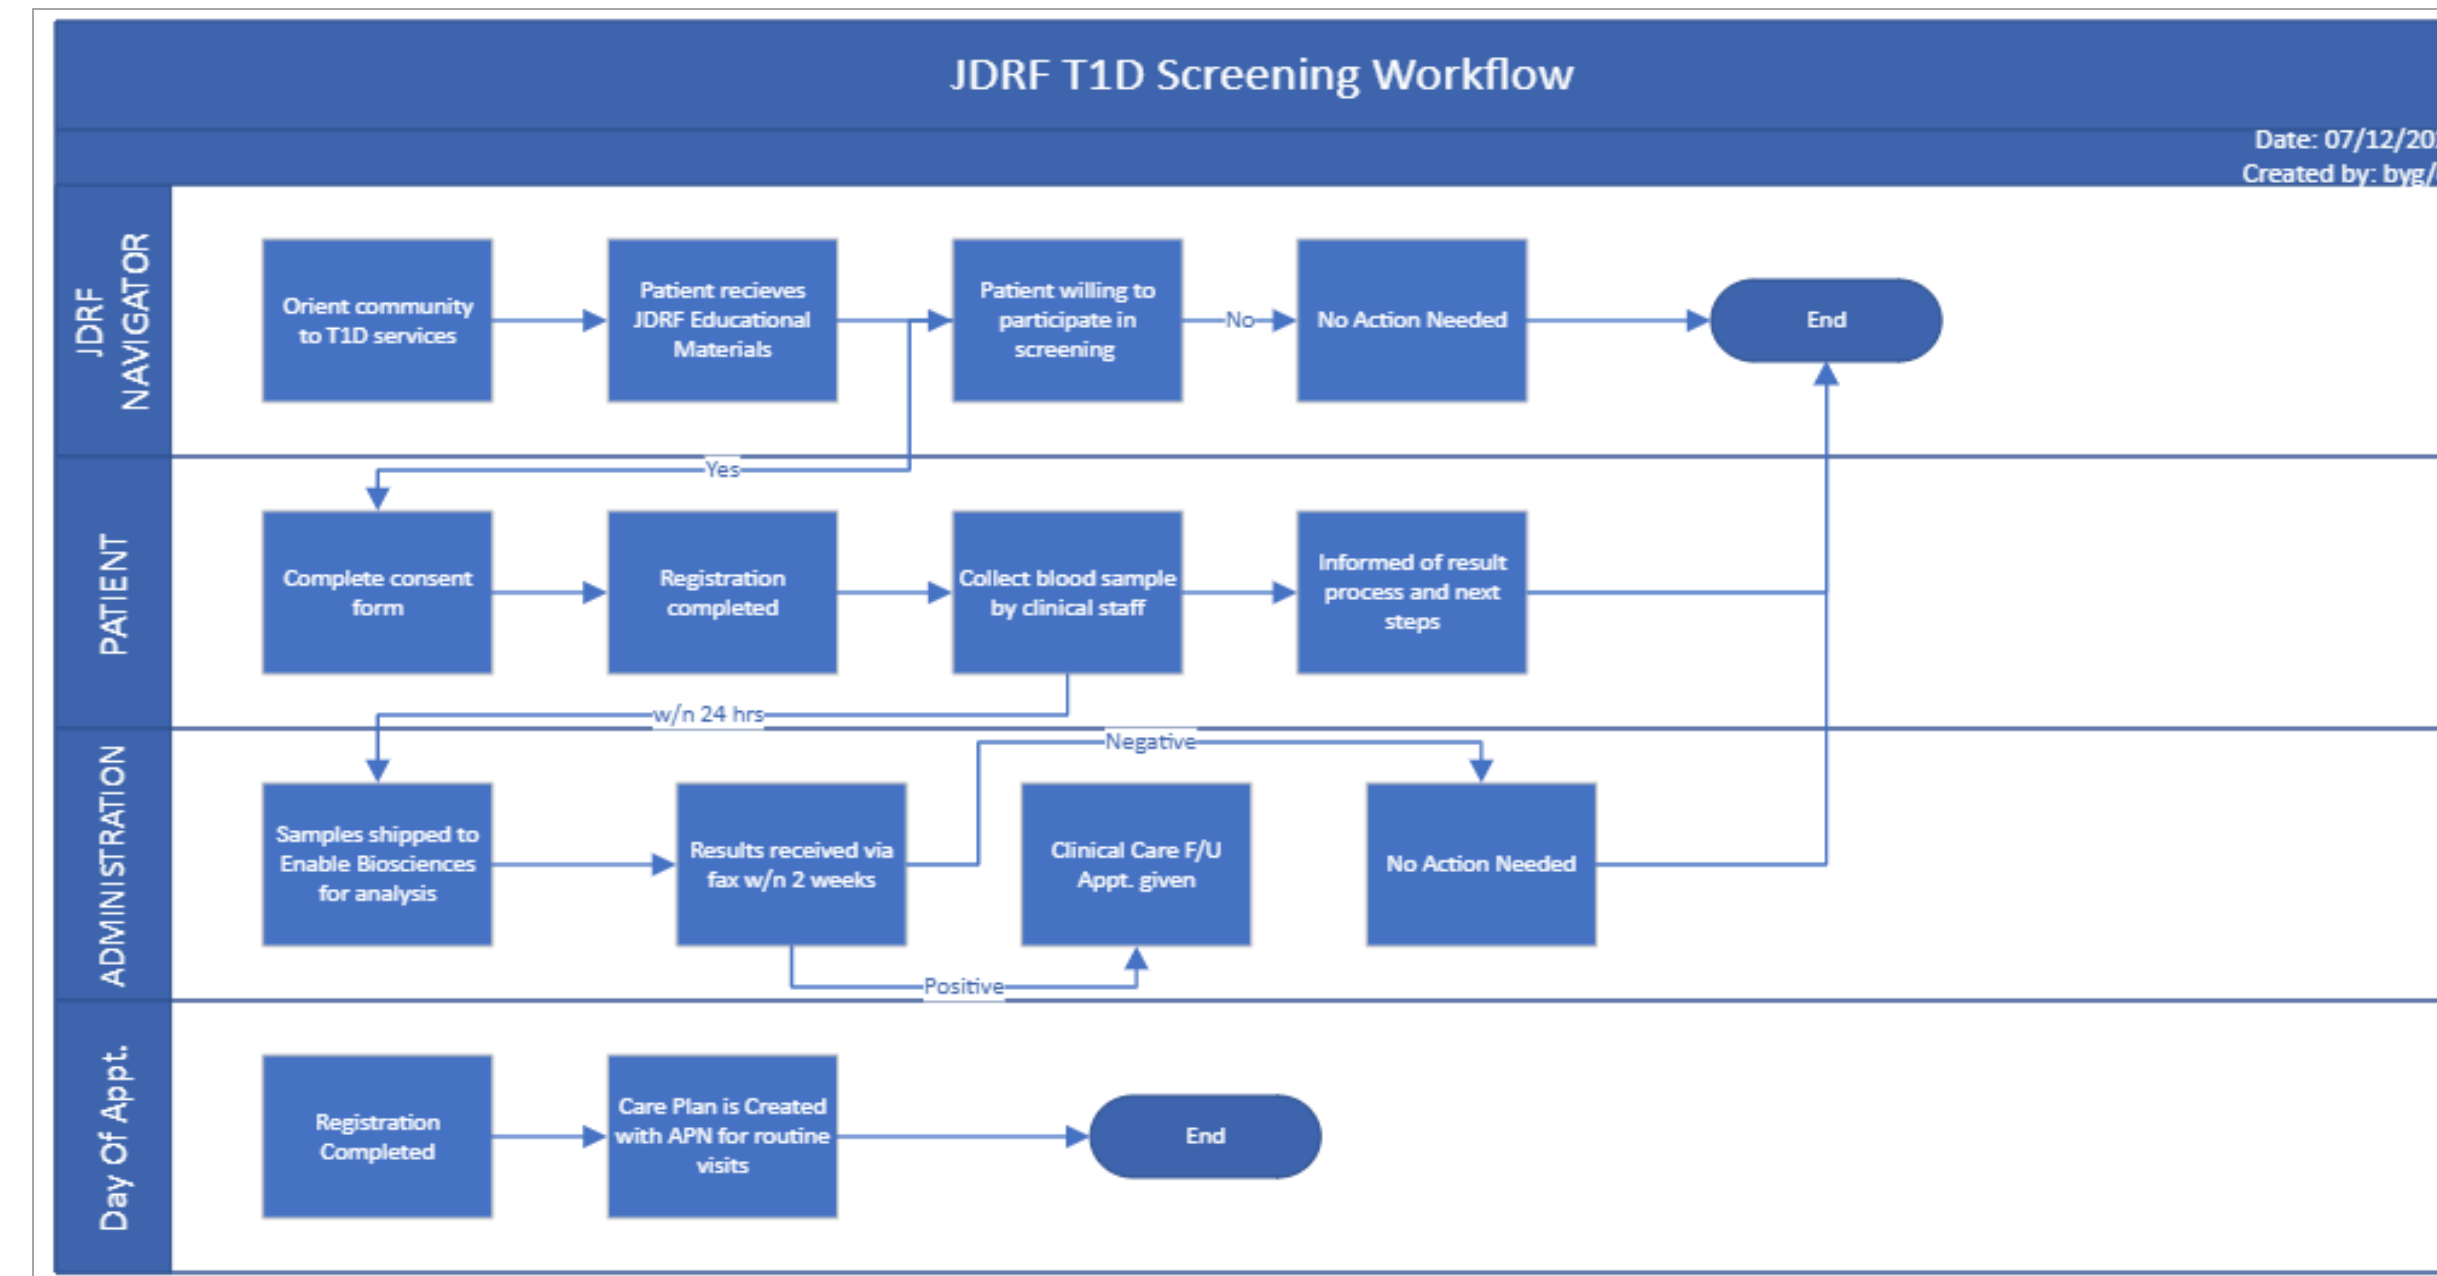 JDRF T1D Screening Workflow
Date: 07/12/20
Created by: byg/
JDRF
NAVIGATOR
Orient community
to T1D services
Patient recieves
JDRF Educational
Materials
Patient willing to
participate in
screening
No
No Action Needed
End
Yes
PATIENT
Complete consent
form
Registration
completed
Collect blood sample
by clinical staff
Informed of result
process and next
steps
w/n 24 hrs
ADMINISTRATION
Negative
Samples shipped to
Enable Biosciences
for analysis
Results received via
fax w/n 2 weeks
Clinical Care F/U
Appt. given
No Action Needed
Positive
Day Of Appt.
Registration
Completed
Care Plan is Created
with APN for routine
visits
End